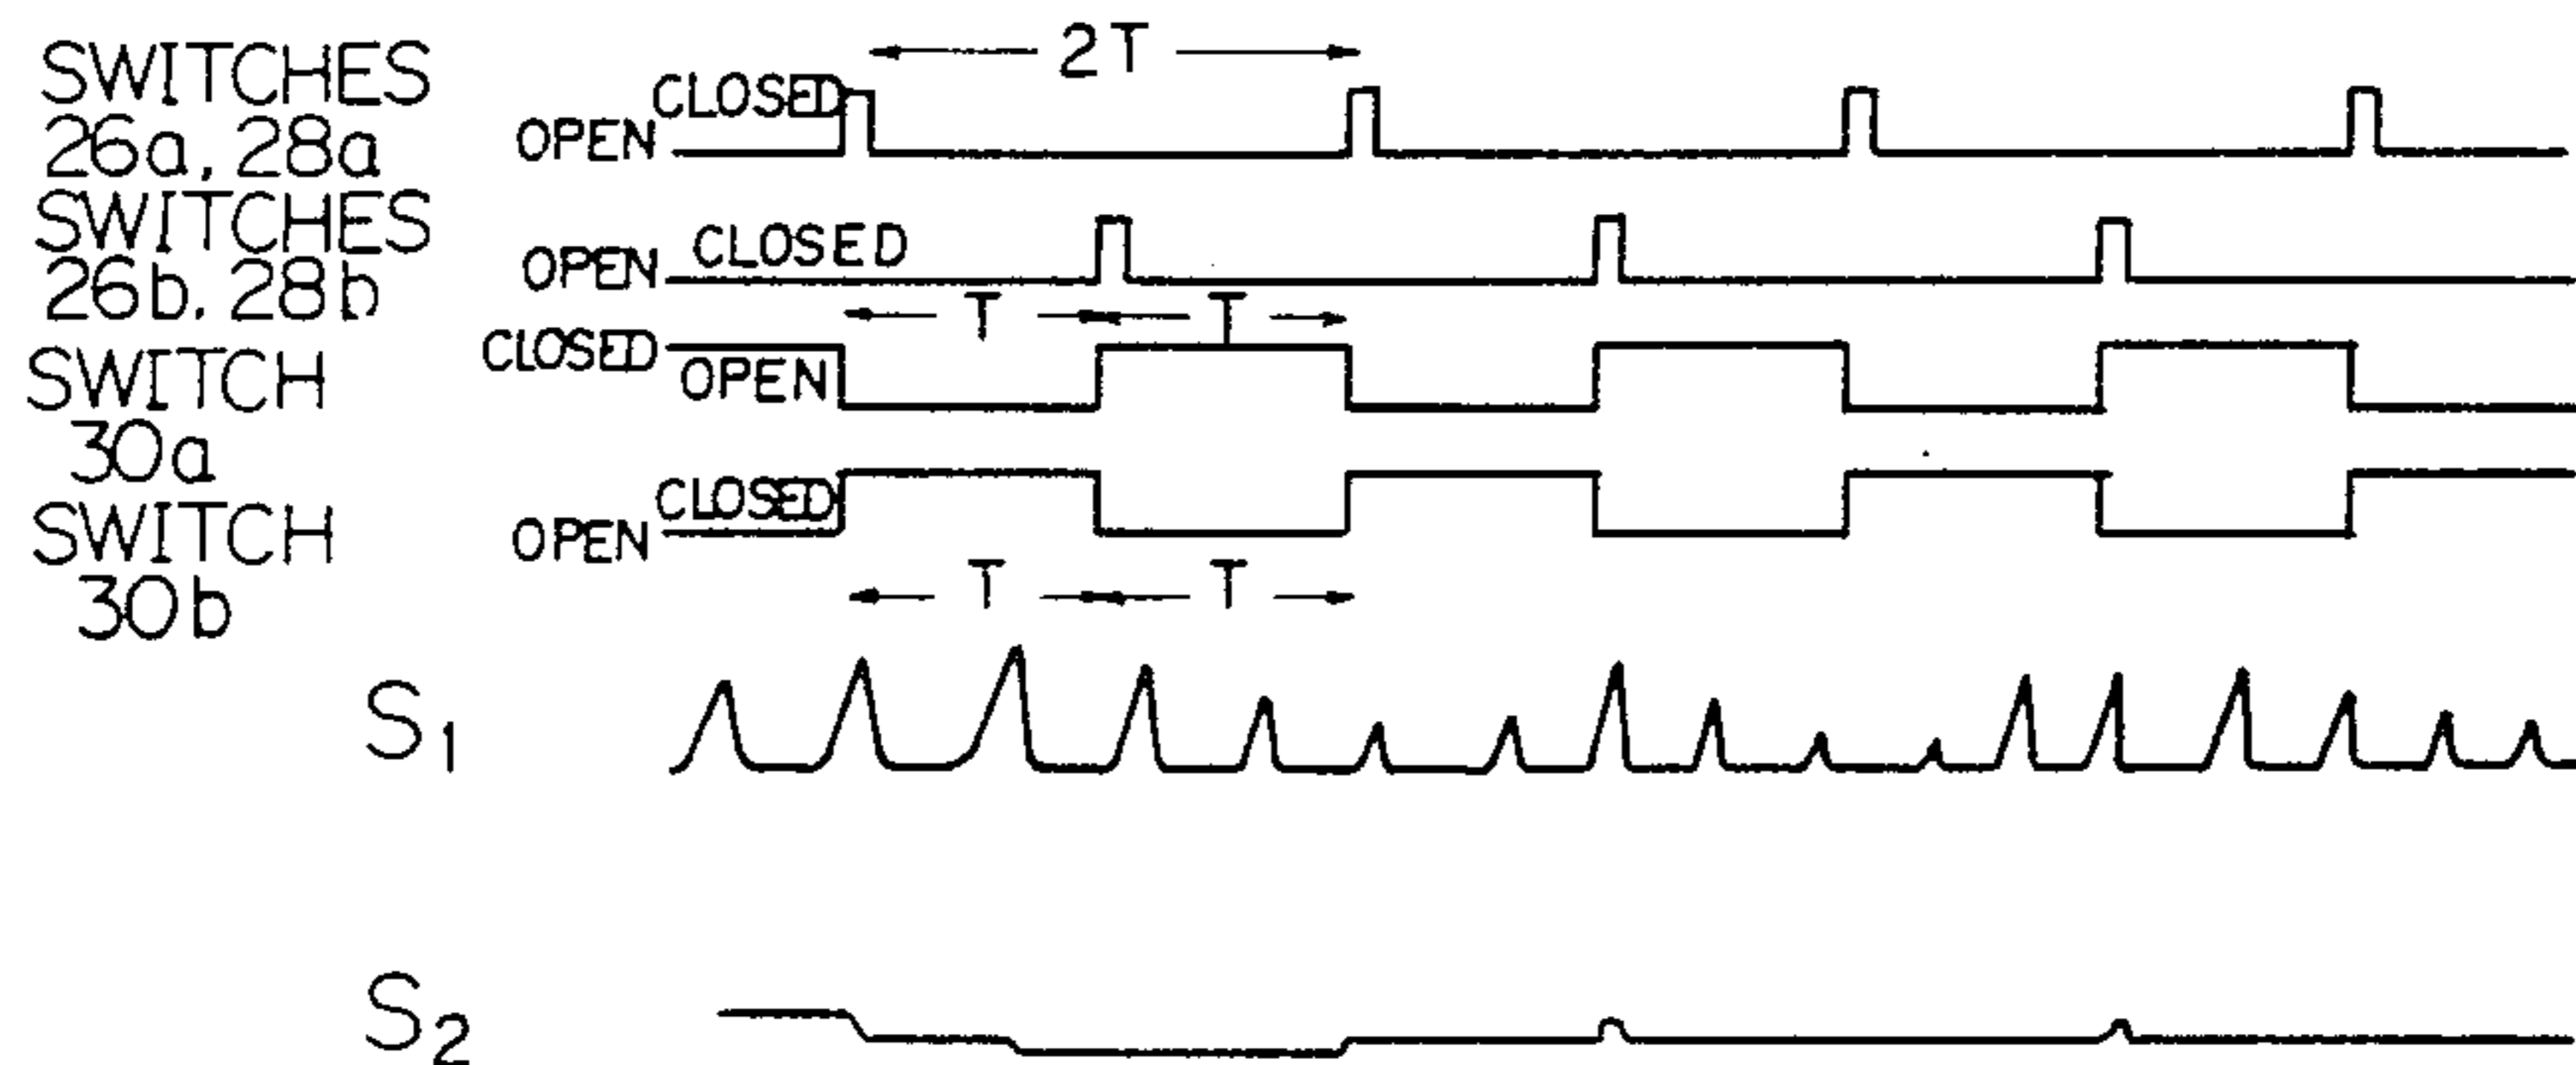 2T
SWITCHES
26a, 28a
CLOSED
OPEN
SWITCHES
26b, 28b
CLOSED
OPEN
T T
SWITCH
30a
CLOSED
OPEN
SWITCH
30b
CLOSED
OPEN
T T
S1
S2